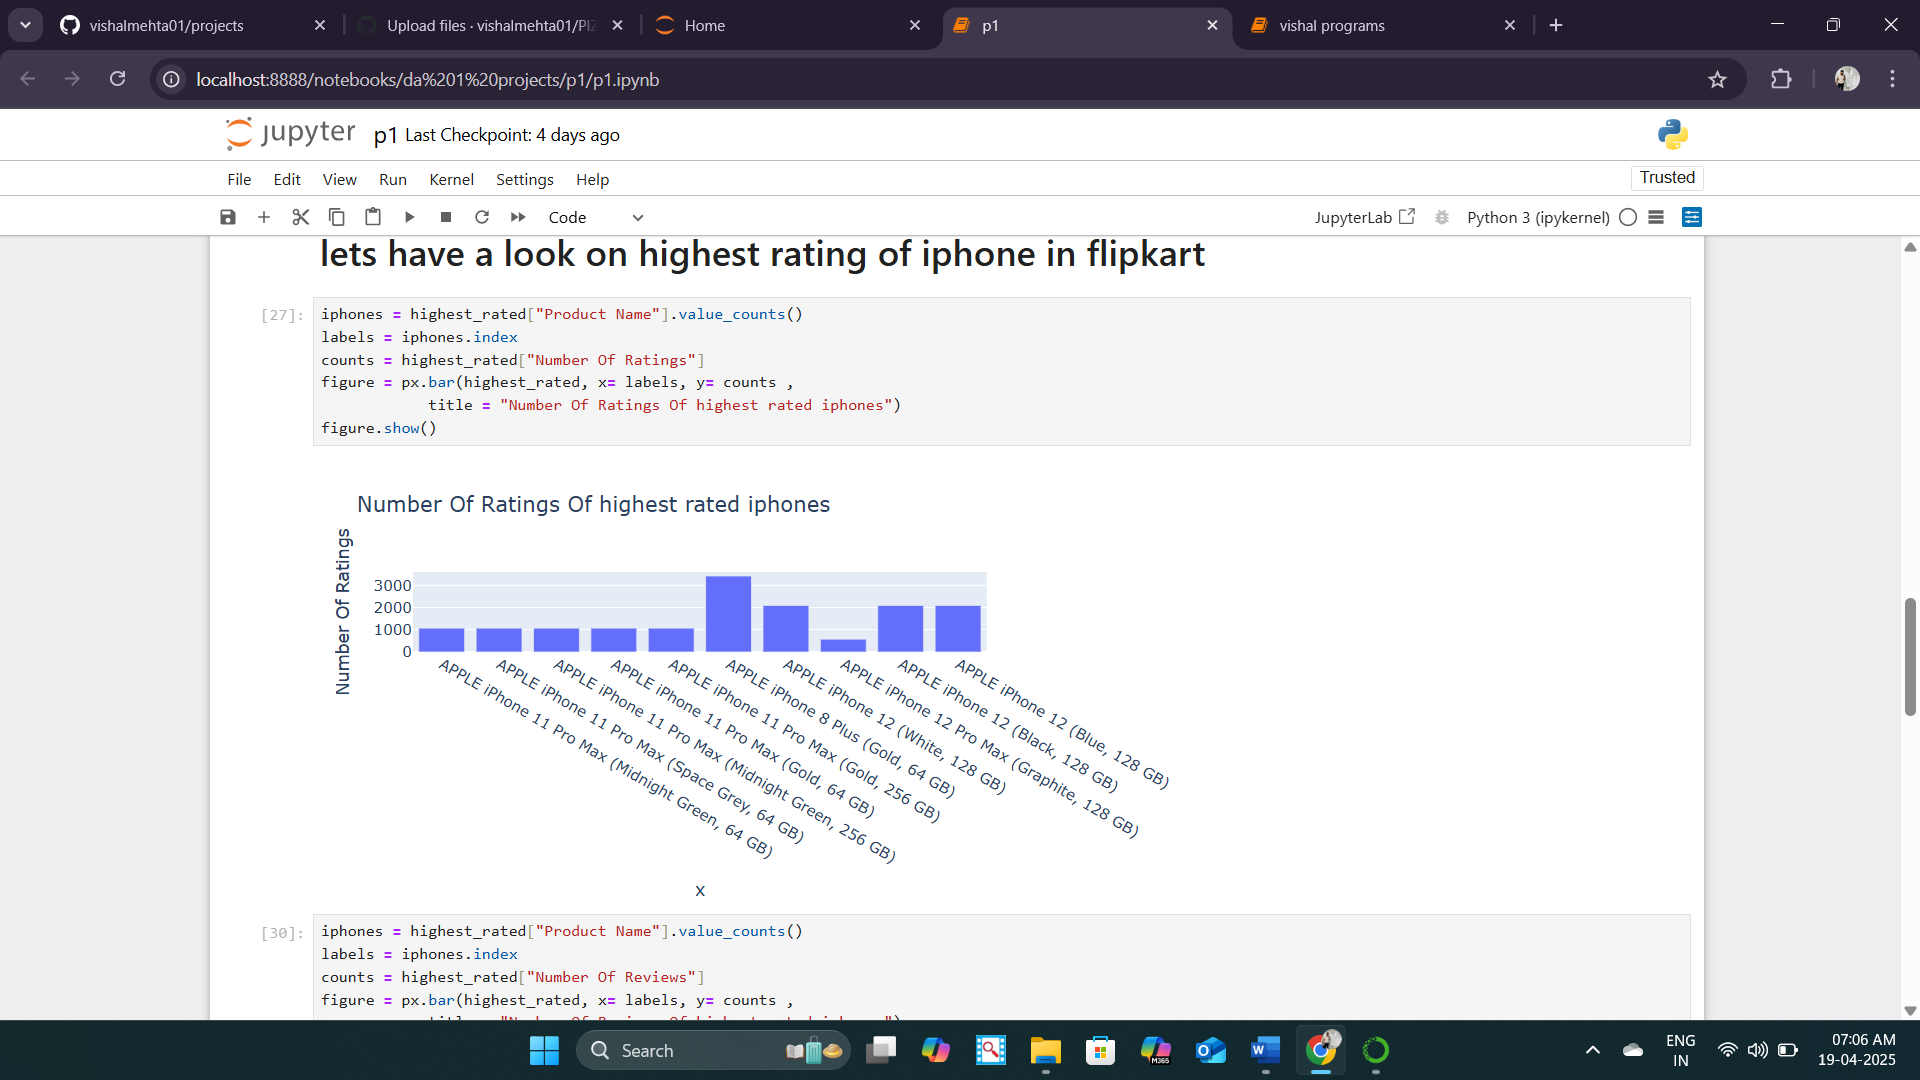 vishalmehta01/projects
Upload files · vishalmehta01/PIZ
Home
p1
vishal programs
localhost:8888/notebooks/da%201%20projects/p1/p1.ipynb
jupyter p1 Last Checkpoint: 4 days ago
File Edit View Run Kernel Settings Help
Trusted
Code
JupyterLab
Python 3 (ipykernel)
lets have a look on highest rating of iphone in flipkart
[27]:
iphones = highest_rated["Product Name"].value_counts()
labels = iphones.index
counts = highest_rated["Number Of Ratings"]
figure = px.bar(highest_rated, x= labels, y= counts ,
title = "Number Of Ratings Of highest rated iphones")
figure.show()
Number Of Ratings Of highest rated iphones
Number Of Ratings
3000
2000
1000
0
APPLE iPhone 11 Pro Max (Midnight Green, 64 GB)
APPLE iPhone 11 Pro Max (Space Grey, 64 GB)
APPLE iPhone 11 Pro Max (Midnight Green, 256 GB)
APPLE iPhone 11 Pro Max (Gold, 64 GB)
APPLE iPhone 11 Pro Max (Gold, 256 GB)
APPLE iPhone 8 Plus (Gold, 64 GB)
APPLE iPhone 12 (White, 128 GB)
APPLE iPhone 12 Pro Max (Graphite, 128 GB)
APPLE iPhone 12 (Black, 128 GB)
APPLE iPhone 12 (Blue, 128 GB)
x
[30]:
iphones = highest_rated["Product Name"].value_counts()
labels = iphones.index
counts = highest_rated["Number Of Reviews"]
figure = px.bar(highest_rated, x= labels, y= counts ,
Search
M365
ENG
IN
07:06 AM
19-04-2025